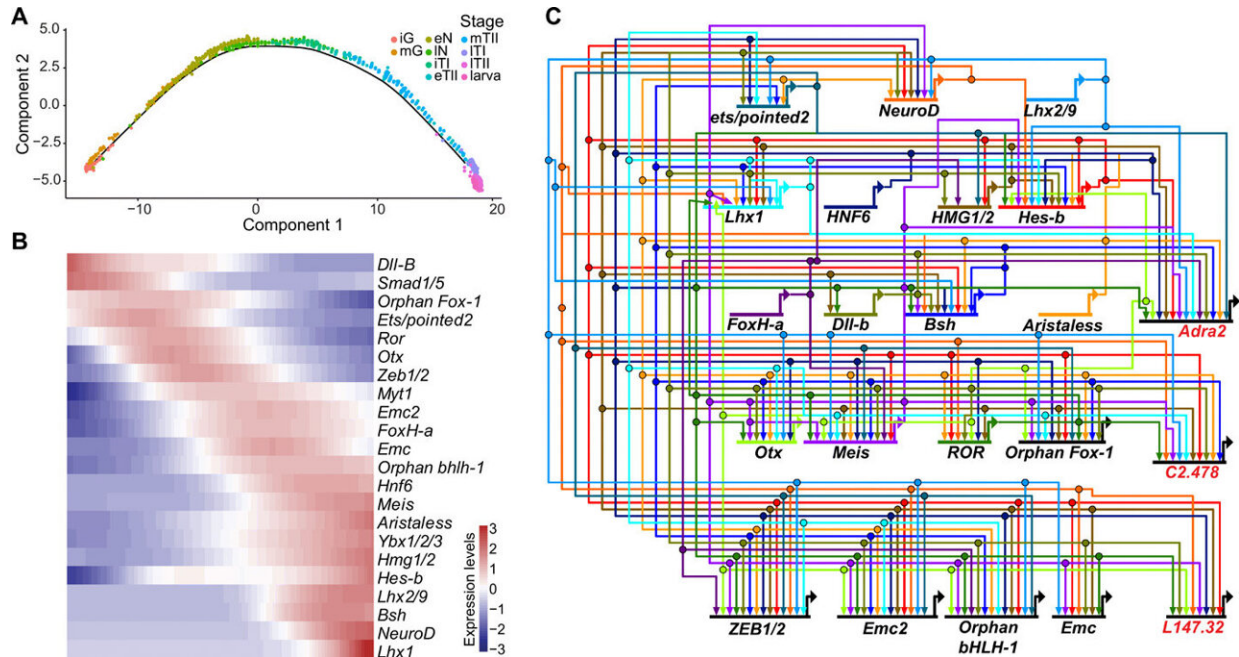 A
5.0
2.5
0.0
−2.5
−5.0
Component 2
−10
0
10
20
Component 1
Stage
iG
eN
mTII
mG
lN
lTI
iTI
lTII
eTII
larva
B
Dll-B
Smad1/5
Orphan Fox-1
Ets/pointed2
Ror
Otx
Zeb1/2
Myt1
Emc2
FoxH-a
Emc
Orphan bhlh-1
Hnf6
Meis
Aristaless
Ybx1/2/3
Hmg1/2
Hes-b
Lhx2/9
Bsh
NeuroD
Lhx1
Expression levels
3
2
1
0
−1
−2
−3
C
ets/pointed2
NeuroD
Lhx2/9
Lhx1
HNF6
HMG1/2
Hes-b
FoxH-a
Dll-b
Bsh
Aristaless
Adra2
Otx
Meis
ROR
Orphan Fox-1
C2.478
ZEB1/2
Emc2
Orphan
bHLH-1
Emc
L147.32